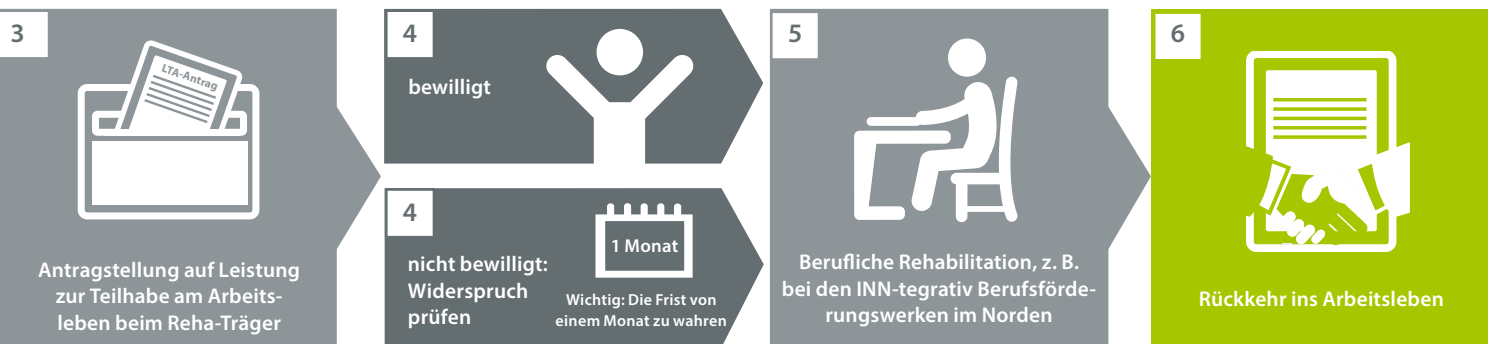 3
LTA-Antrag
Antragstellung auf Leistung
zur Teilhabe am Arbeits-
leben beim Reha-Träger
4
bewilligt
4
nicht bewilligt:
Widerspruch
prüfen
1 Monat
Wichtig: Die Frist von
einem Monat zu wahren
5
Berufliche Rehabilitation, z. B.
bei den INN-tegrativ Berufsförde-
rungswerken im Norden
6
Rückkehr ins Arbeitsleben